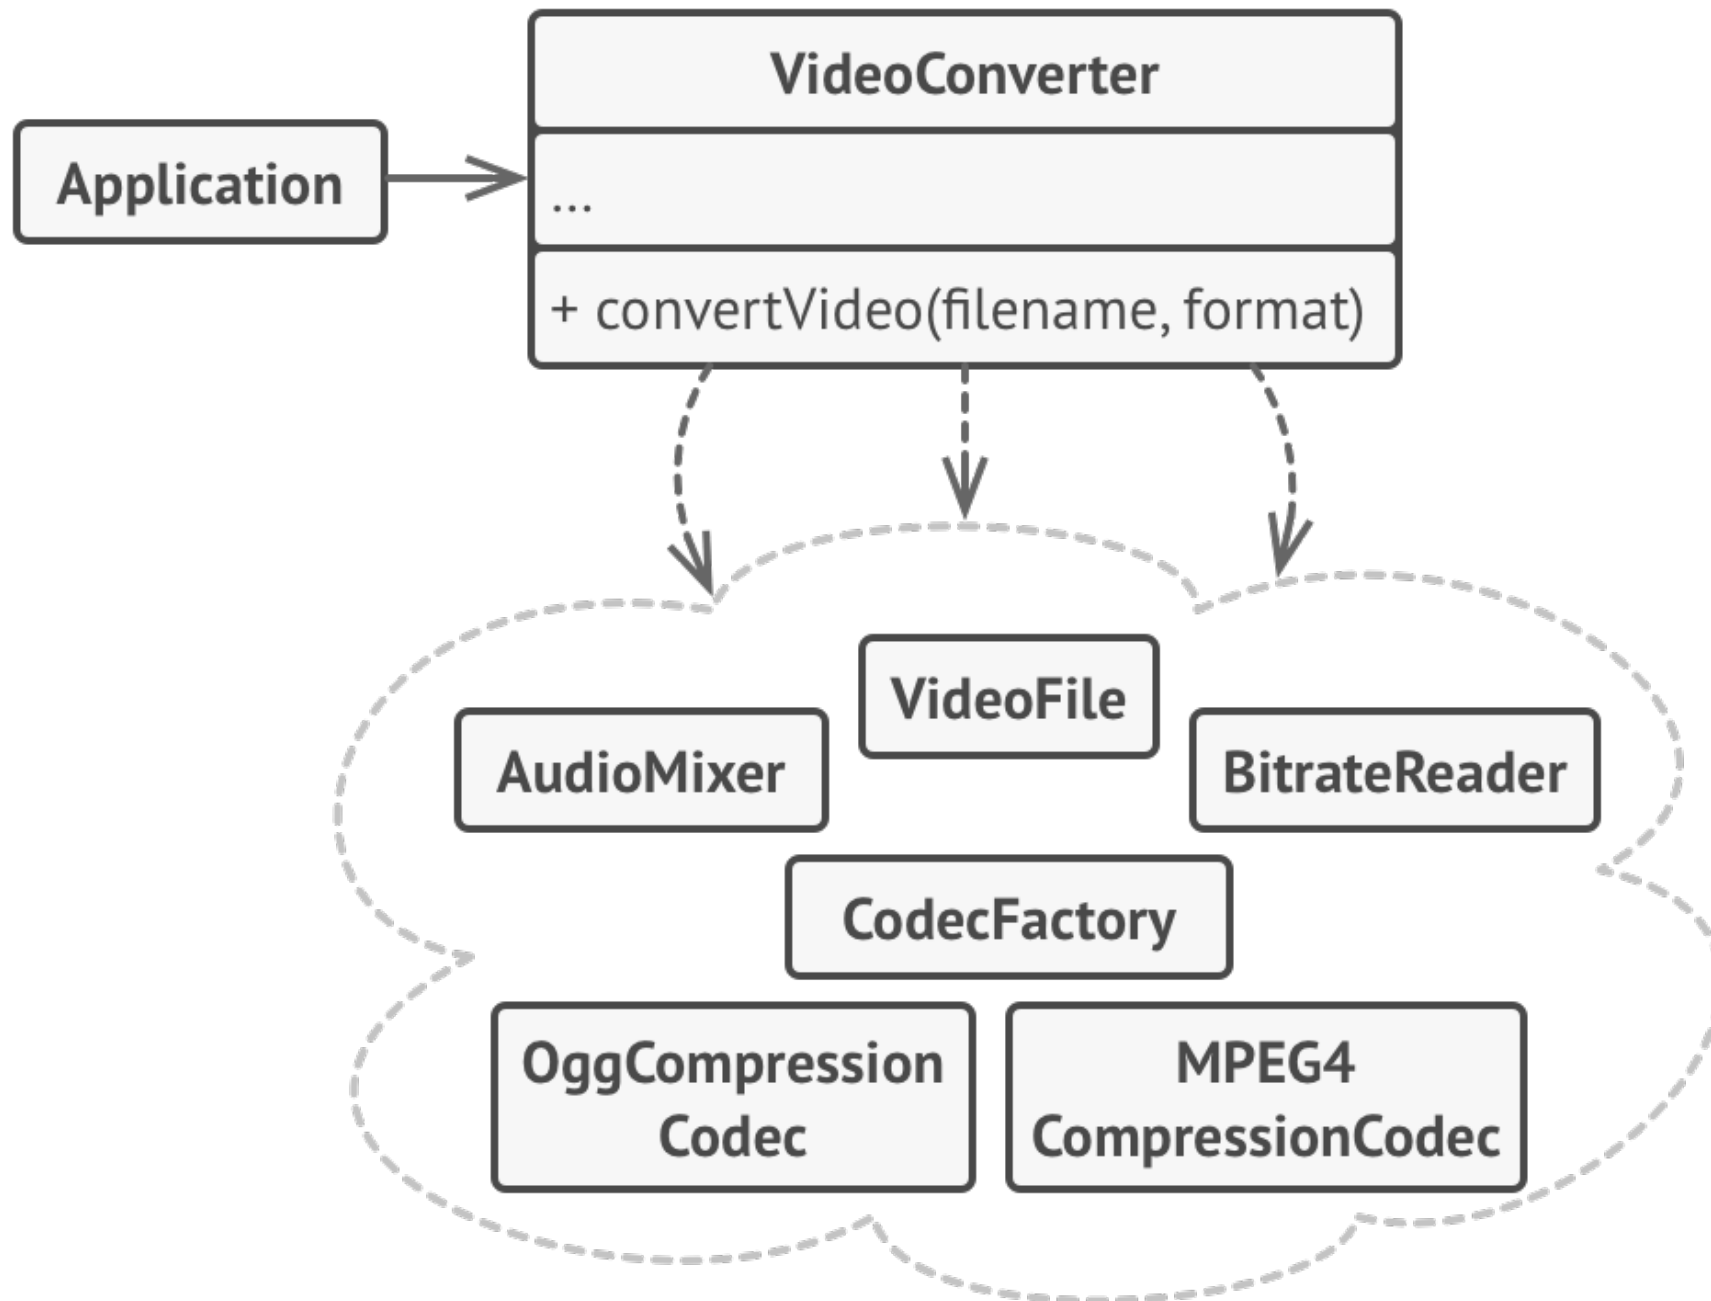 VideoConverter
Application
...
+ convertVideo(filename, format)
VideoFile
AudioMixer
BitrateReader
CodecFactory
OggCompression
Codec
MPEG4
CompressionCodec